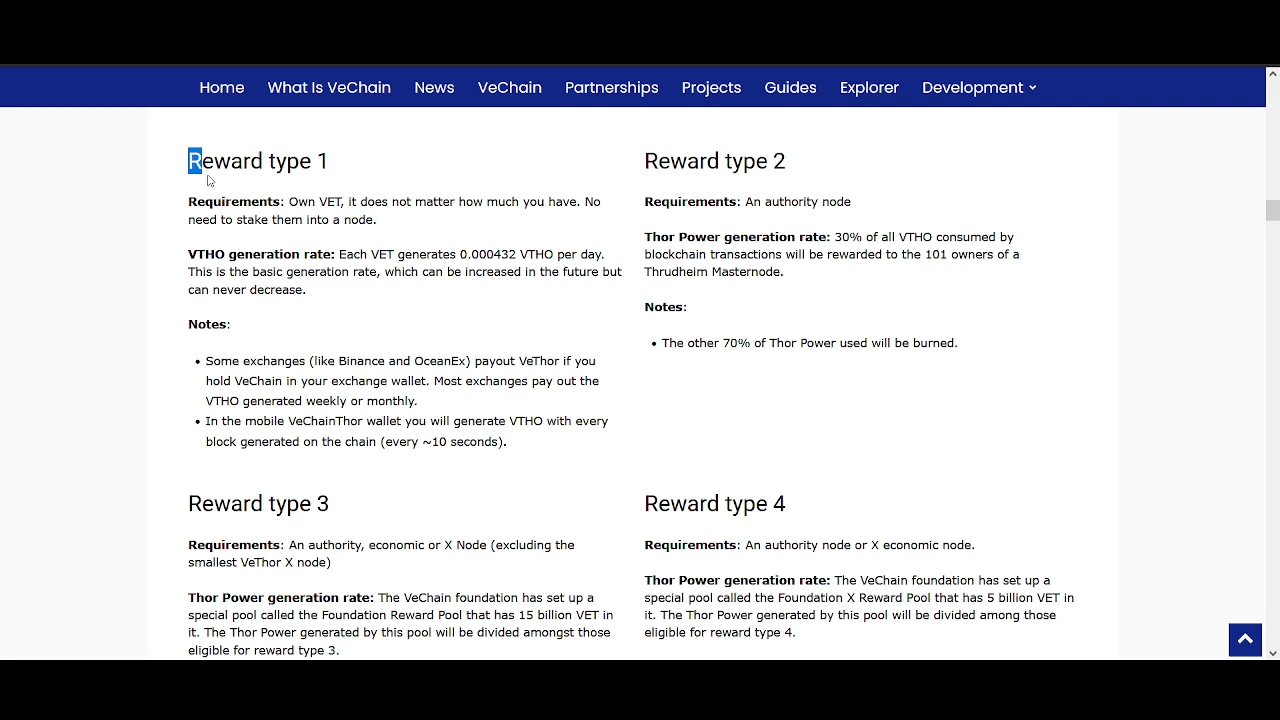 Home What Is VeChain News VeChain Partnerships Projects Guides Explorer Development
Reward type 1
Requirements: Own VET, it does not matter how much you have. No
need to stake them into a node.
VTHO generation rate: Each VET generates 0.000432 VTHO per day.
This is the basic generation rate, which can be increased in the future but
can never decrease.
Notes:
• Some exchanges (like Binance and OceanEx) payout VeThor if you
hold VeChain in your exchange wallet. Most exchanges pay out the
VTHO generated weekly or monthly.
• In the mobile VeChainThor wallet you will generate VTHO with every
block generated on the chain (every ~10 seconds).
Reward type 2
Requirements: An authority node
Thor Power generation rate: 30% of all VTHO consumed by
blockchain transactions will be rewarded to the 101 owners of a
Thrudheim Masternode.
Notes:
• The other 70% of Thor Power used will be burned.
Reward type 3
Requirements: An authority, economic or X Node (excluding the
smallest VeThor X node)
Thor Power generation rate: The VeChain foundation has set up a
special pool called the Foundation Reward Pool that has 15 billion VET in
it. The Thor Power generated by this pool will be divided amongst those
eligible for reward type 3.
Reward type 4
Requirements: An authority node or X economic node.
Thor Power generation rate: The VeChain foundation has set up a
special pool called the Foundation X Reward Pool that has 5 billion VET in
it. The Thor Power generated by this pool will be divided among those
eligible for reward type 4.